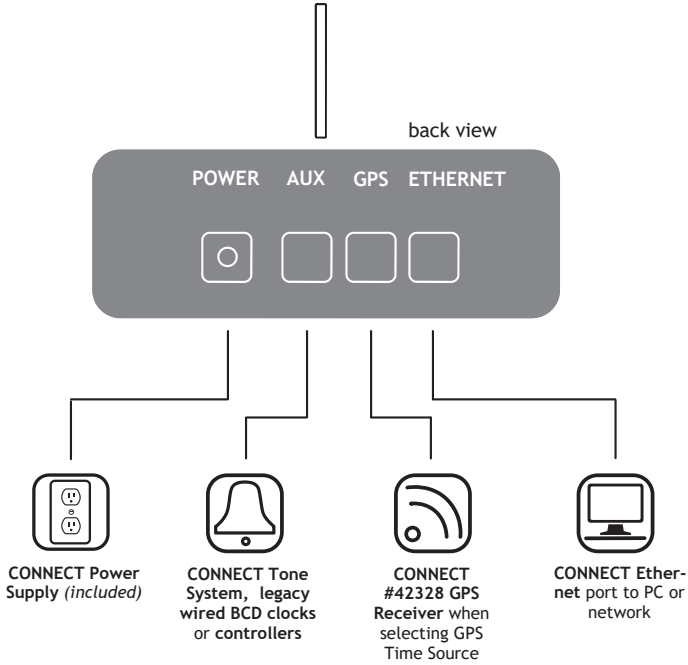 back view
POWER AUX GPS ETHERNET
CONNECT Power
Supply (included)
CONNECT Tone
System, legacy
wired BCD clocks
or controllers
CONNECT
#42328 GPS
Receiver when
selecting GPS
Time Source
CONNECT Ether-
net port to PC or
network